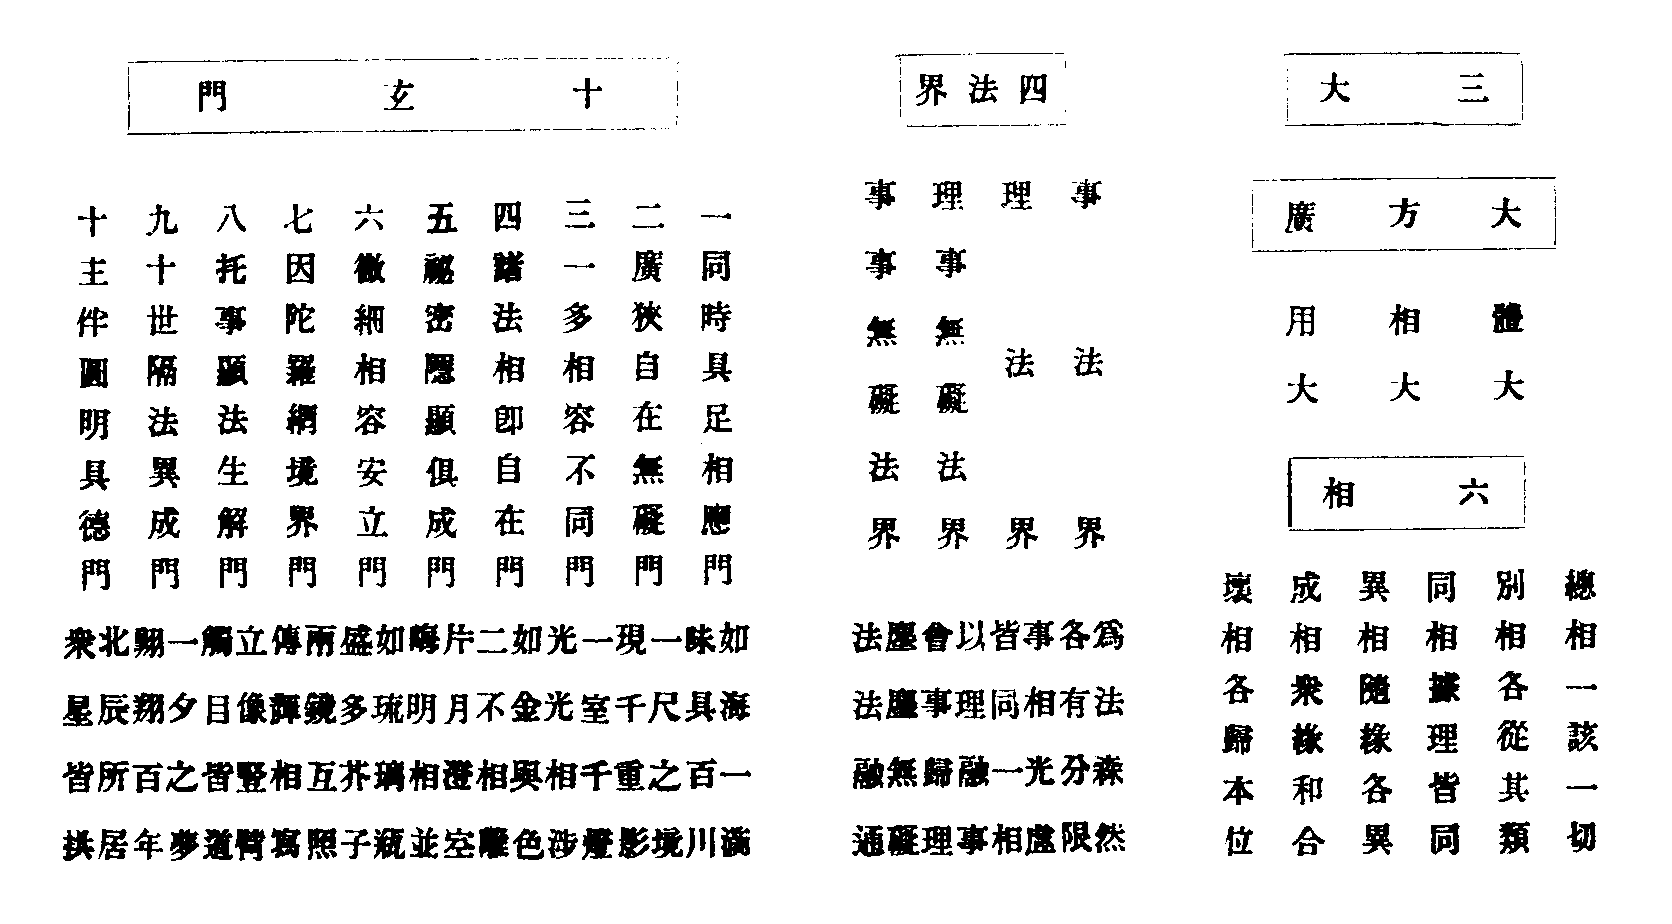 三大
大方廣
體大
相大
用大
六相
總相一該一切
別相各從其類
同相據理皆同
異相隨緣各異
成相衆緣和合
壞相各歸本位
四法界
事法界
理法界
理事無礙法界
事事無礙法界
爲法森然
各有分限
事相光虛
皆同一相
以理融事
會事歸理
塵塵無礙
法法融通
十玄門
一同時具足相應門
二廣狹自在無礙門
三一多相容不同門
四諸法相卽自在門
五祕密隱顯俱成門
六微細相容安立門
七因陀羅網境界門
八托事顯法生解門
九十世隔法異成門
十主伴圓明具德門
如海一滴
味具百川
一尺之境
現千重影
一室千燈
光光相涉
如金與色
二不相離
片月澄空
晦明相並
如琉璃瓶
盛多芥子
兩鏡互照
傳輝相寫
立像豎臂
觸目皆道
一夕之夢
翱翔百年
北辰所居
衆星皆拱